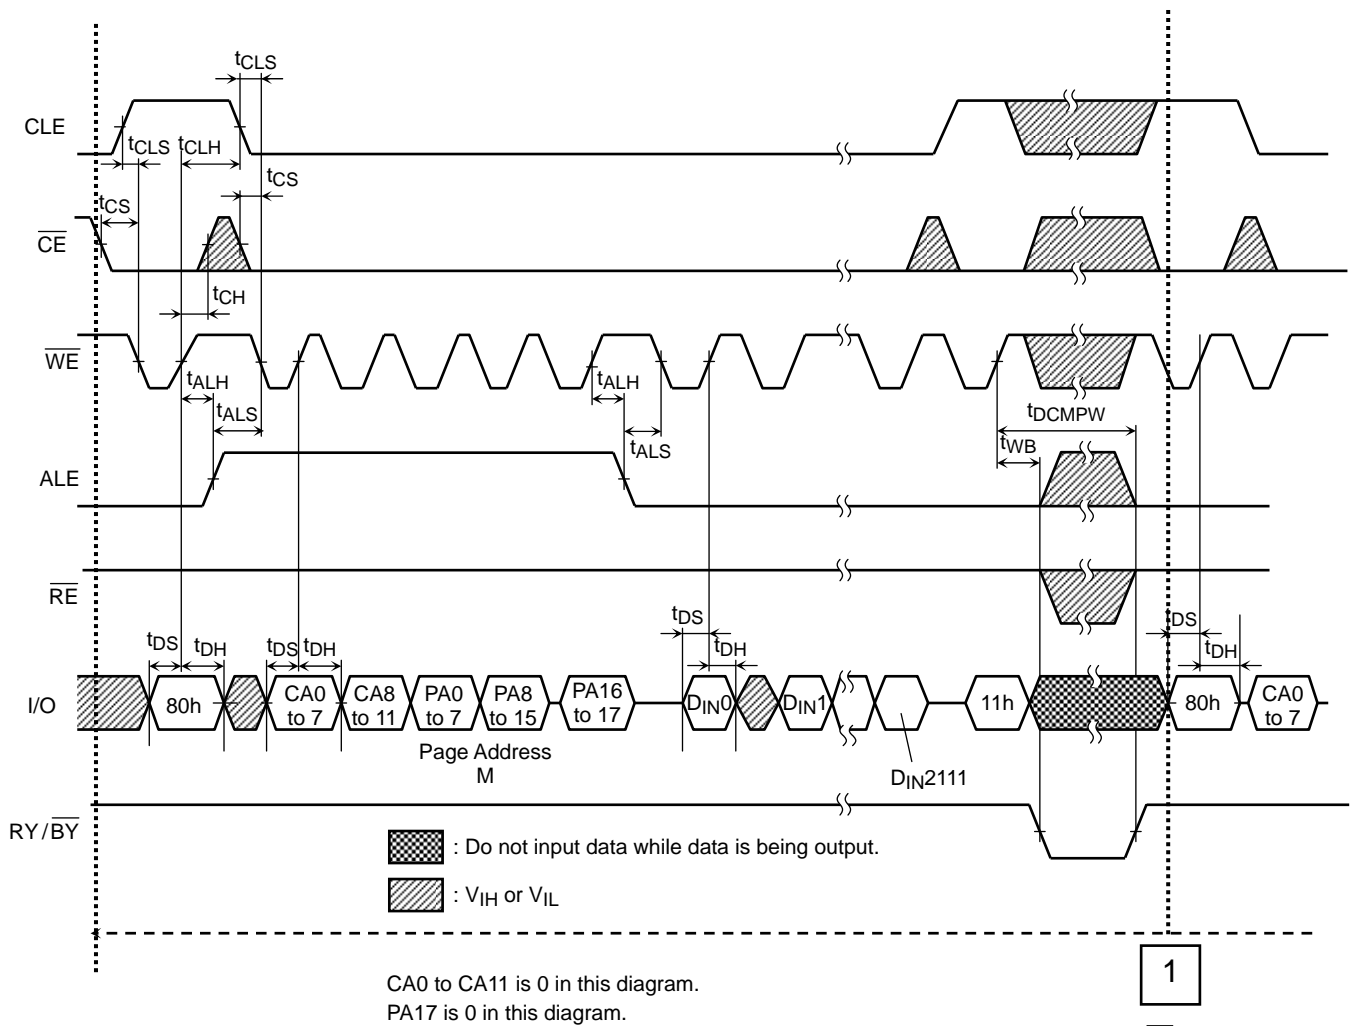 tCLS
CLE
tCLS
tCLH
tCS
tCS
CE
tCH
WE
tALH
tALH
tDCMPW
tALS
tWB
tALS
ALE
RE
tDS
tDS
tDS
tDH
tDS
tDH
tDH
tDH
I/O
80h
CA0 to 7
CA8 to 11
PA0 to 7
PA8 to 15
PA16 to 17
DIN0
DIN1
11h
80h
CA0 to 7
Page Address
M
DIN2111
RY/BY
: Do not input data while data is being output.
: VIH or VIL
1
CA0 to CA11 is 0 in this diagram.
PA17 is 0 in this diagram.